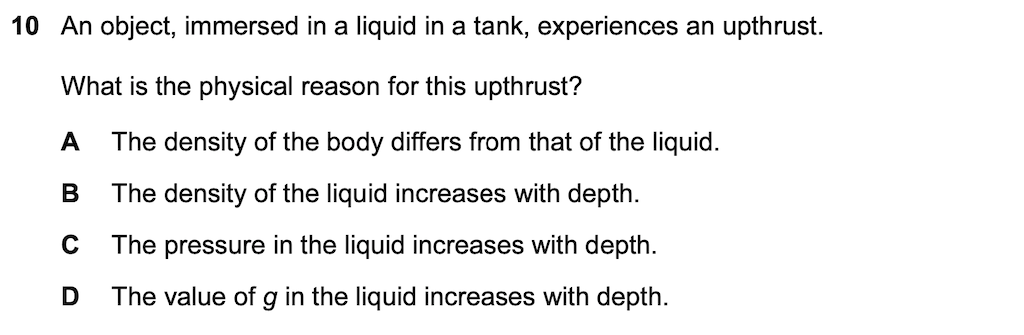 10 An object, immersed in a liquid in a tank, experiences an upthrust.
What is the physical reason for this upthrust?
A The density of the body differs from that of the liquid.
B The density of the liquid increases with depth.
C The pressure in the liquid increases with depth.
D The value of g in the liquid increases with depth.